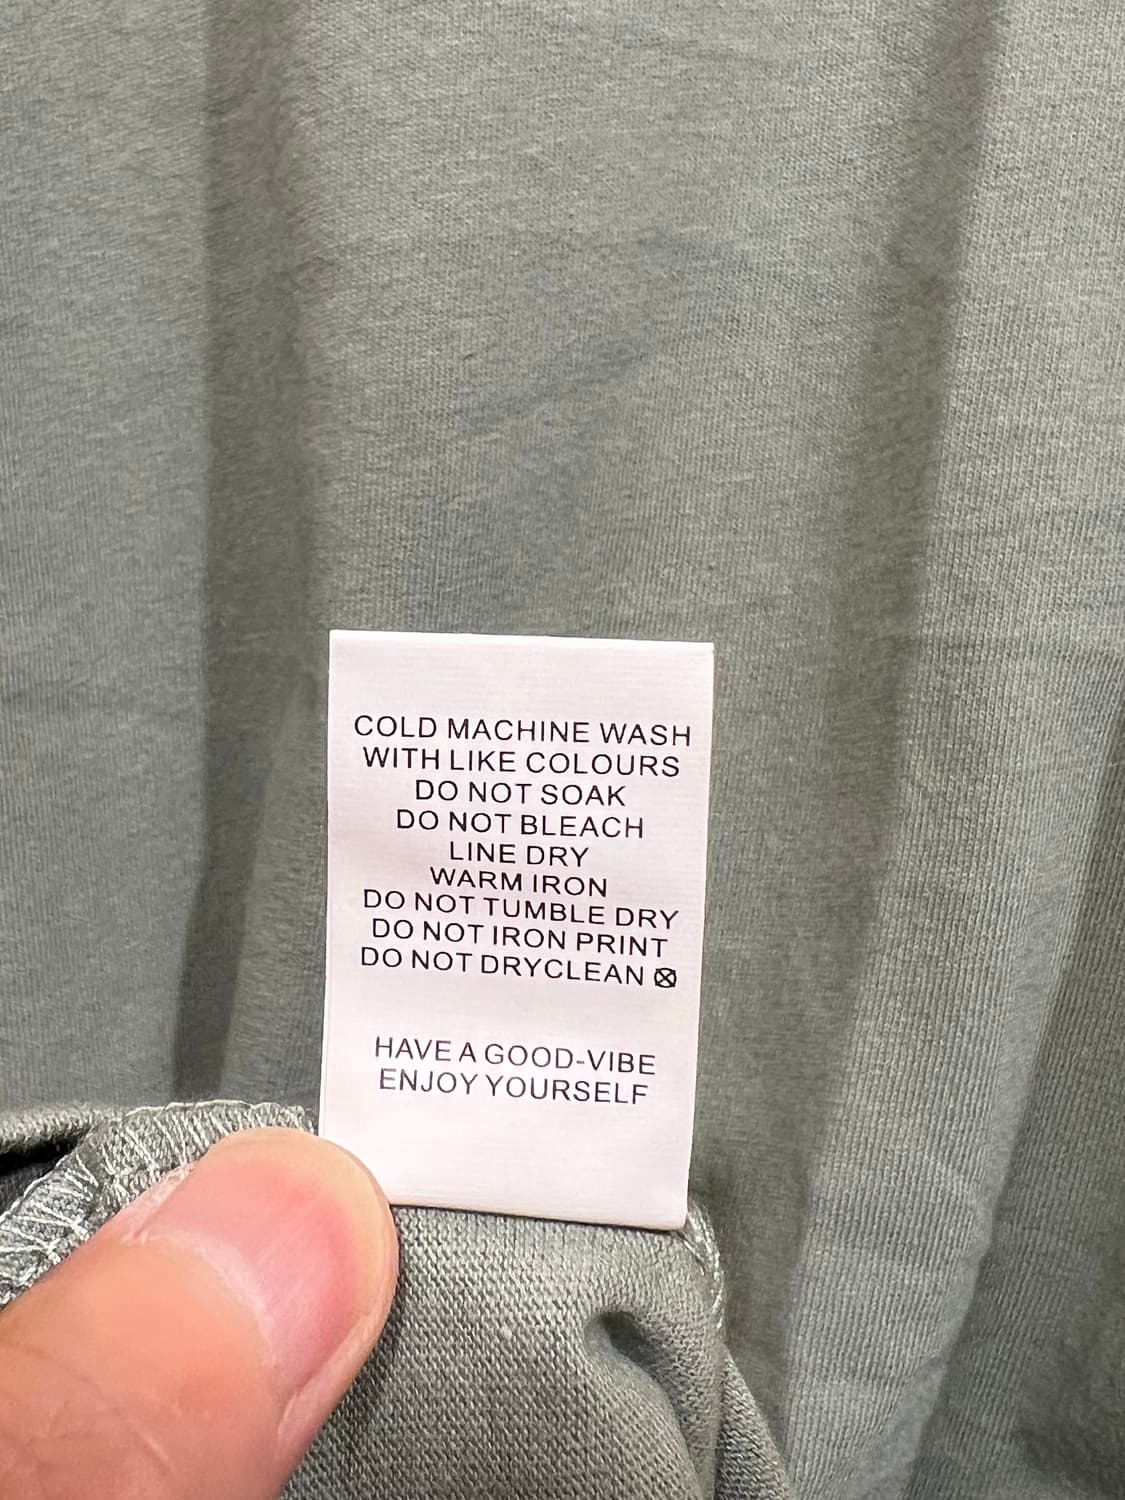 COLD MACHINE WASH
WITH LIKE COLOURS
DO NOT SOAK
DO NOT BLEACH
LINE DRY
WARM IRON
DO NOT TUMBLE DRY
DO NOT IRON PRINT
DO NOT DRYCLEAN
HAVE A GOOD-VIBE
ENJOY YOURSELF